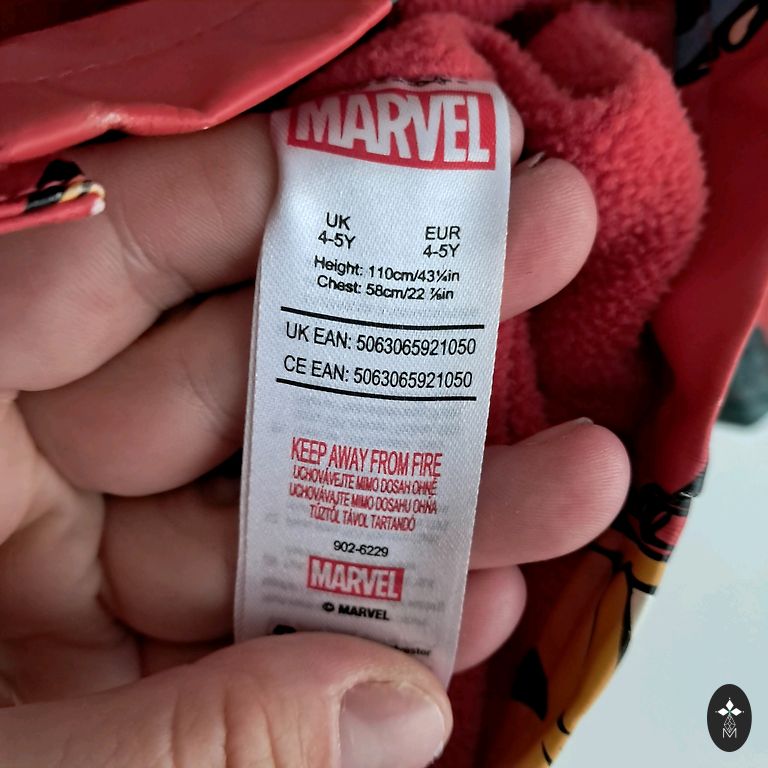 MARVEL
UK EUR
4-5Y 4-5Y
Height: 110cm/43¼in
Chest: 58cm/22 ⅞in
UK EAN: 5063065921050
CE EAN: 5063065921050
KEEP AWAY FROM FIRE
UCHOVÁVEJTE MIMO DOSAH OHNĚ
UCHOVÁVAJTE MIMO DOSAHU OHŇA
TŰZTŐL TÁVOL TARTANDÓ
902-6229
MARVEL
© MARVEL
M